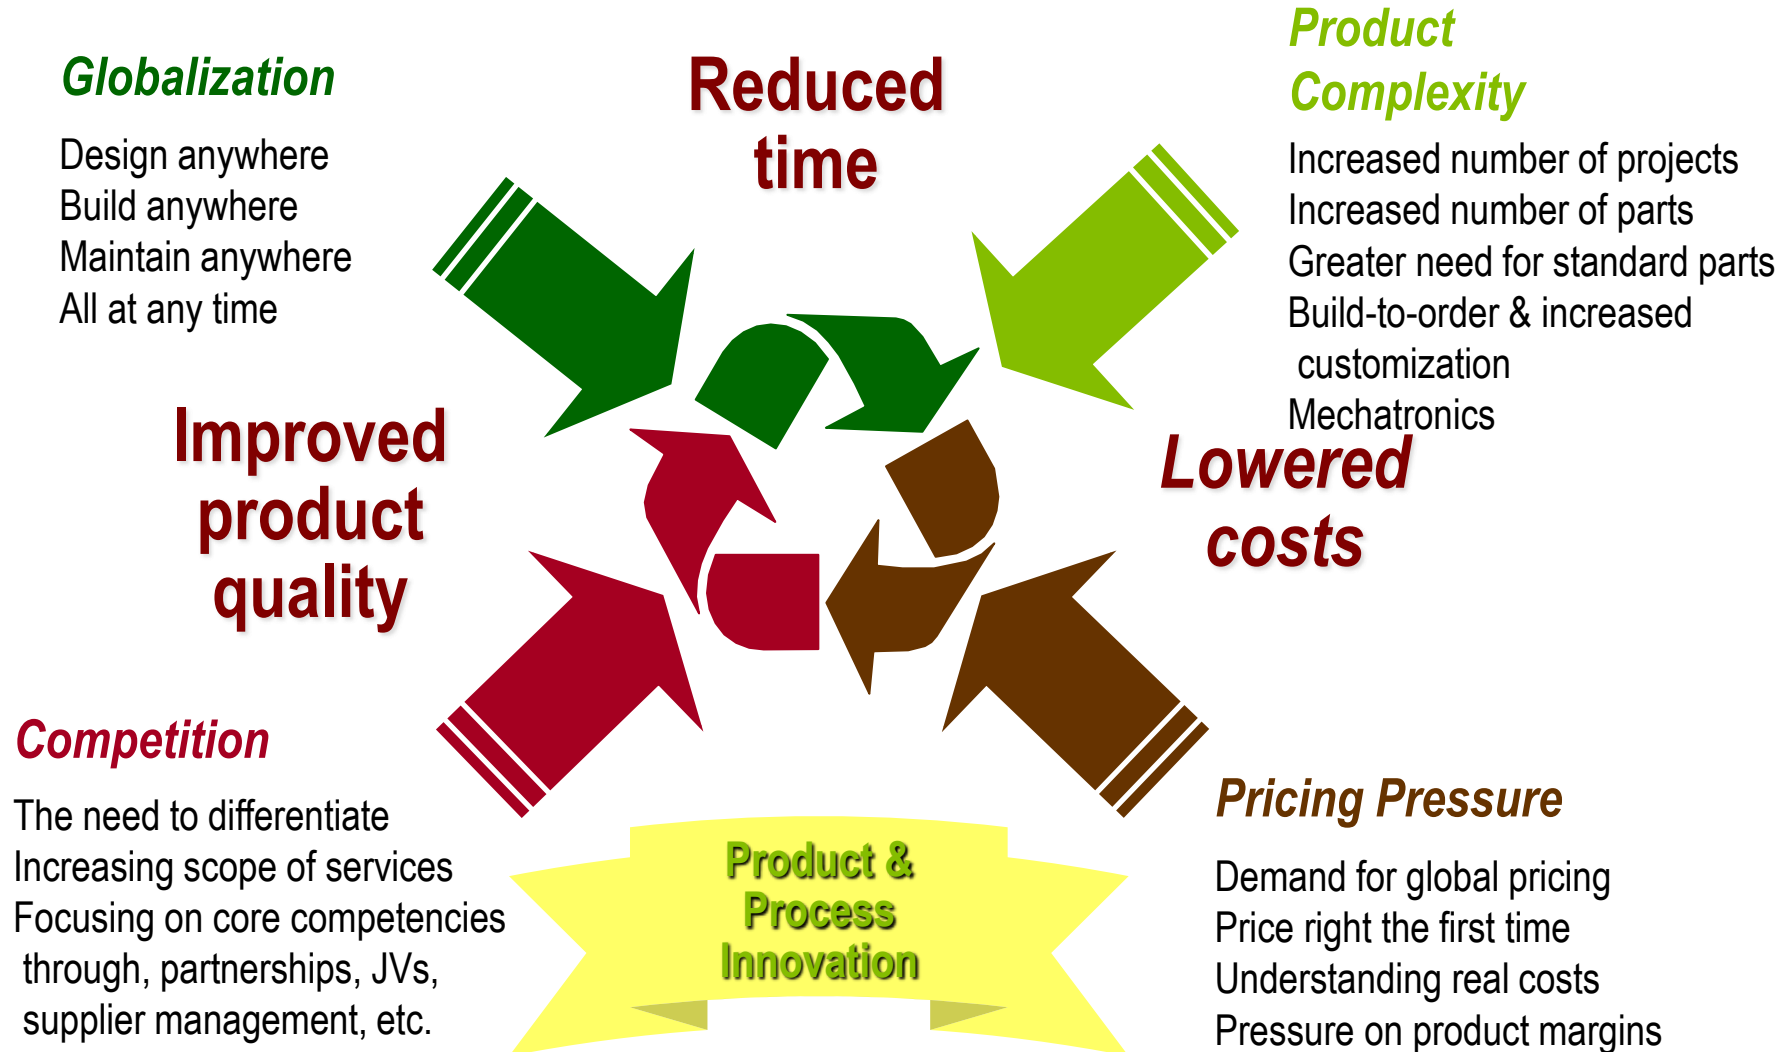 Globalization
Design anywhere
Build anywhere
Maintain anywhere
All at any time
Reduced
time
Product
Complexity
Increased number of projects
Increased number of parts
Greater need for standard parts
Build-to-order & increased
customization
Mechatronics
Improved
product
quality
Lowered
costs
Competition
The need to differentiate
Increasing scope of services
Focusing on core competencies
through, partnerships, JVs,
supplier management, etc.
Product &
Process
Innovation
Pricing Pressure
Demand for global pricing
Price right the first time
Understanding real costs
Pressure on product margins